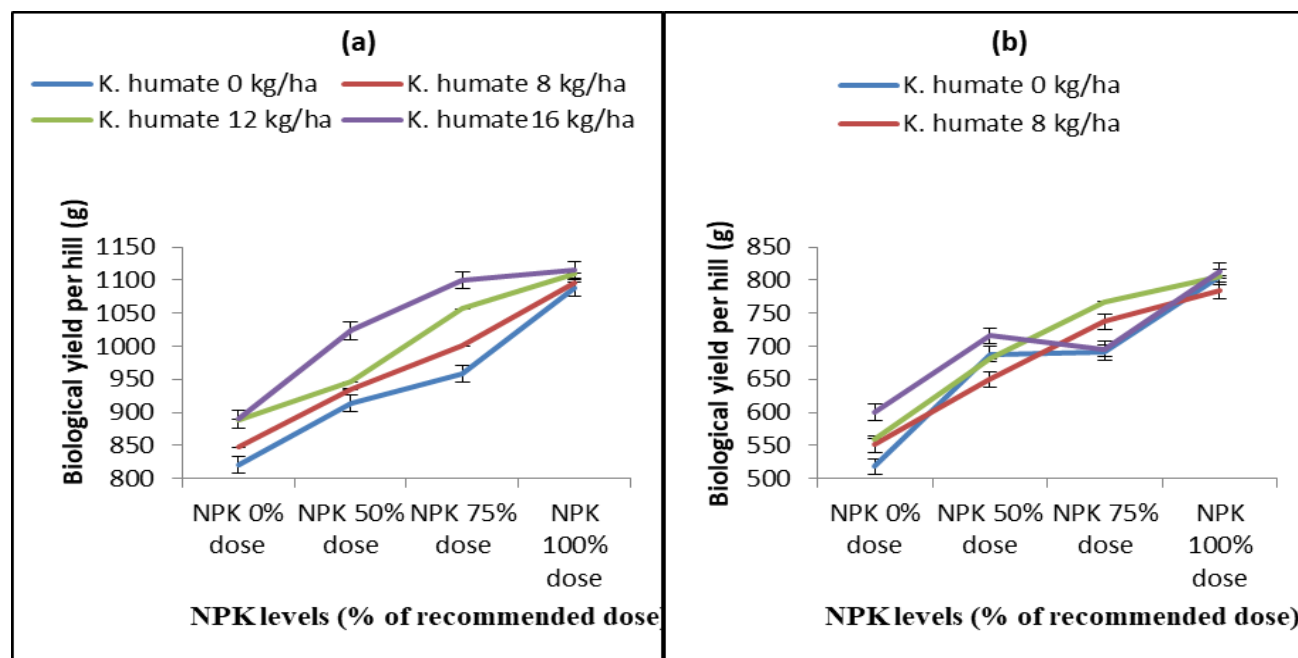 (a)
K. humate 0 kg/ha
K. humate 8 kg/ha
K. humate 12 kg/ha
K. humate16 kg/ha
Biological yield per hill (g)
1150
1100
1050
1000
950
900
850
800
NPK 0% NPK 50% NPK 75% NPK
dose dose dose 100%
dose
NPK levels (% of recommended dose)
(b)
K. humate 0 kg/ha
K. humate 8 kg/ha
Biological yield per hill (g)
850
800
750
700
650
600
550
500
NPK 0% NPK 50% NPK 75% NPK
dose dose dose 100%
dose
NPK levels (% of recommended dose)